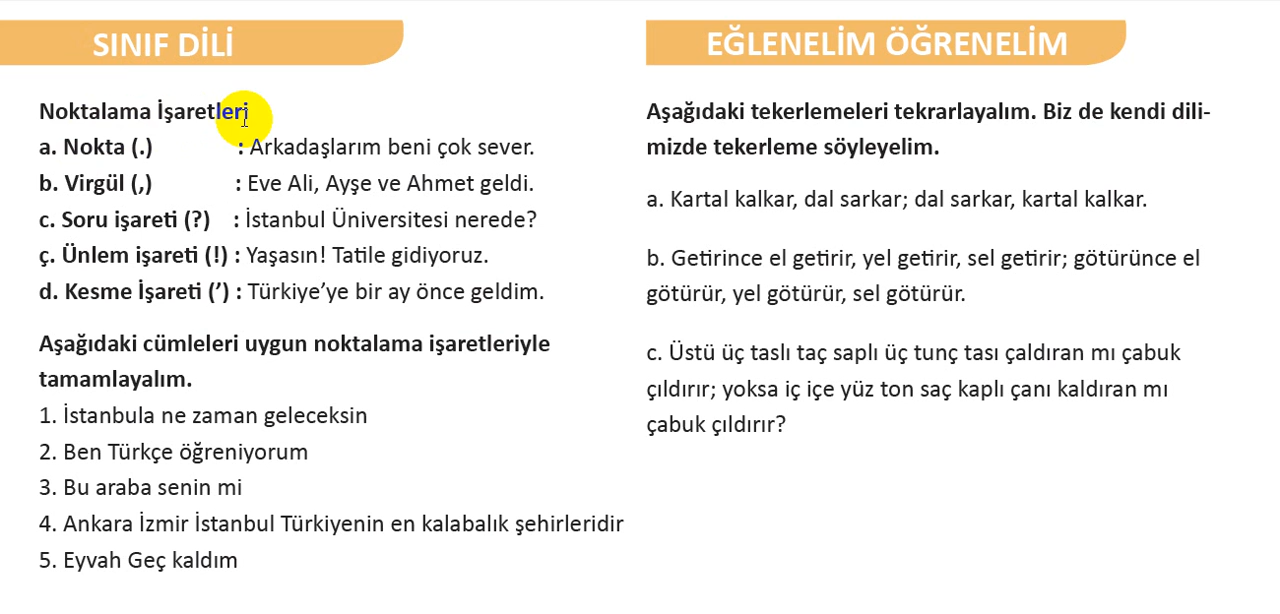 SINIF DİLİ
Noktalama İşaretleri
a. Nokta (.) : Arkadaşlarım beni çok sever.
b. Virgül (,) : Eve Ali, Ayşe ve Ahmet geldi.
c. Soru işareti (?) : İstanbul Üniversitesi nerede?
ç. Ünlem işareti (!) : Yaşasın! Tatile gidiyoruz.
d. Kesme İşareti (’) : Türkiye’ye bir ay önce geldim.
Aşağıdaki cümleleri uygun noktalama işaretleriyle
tamamlayalım.
1. İstanbula ne zaman geleceksin
2. Ben Türkçe öğreniyorum
3. Bu araba senin mi
4. Ankara İzmir İstanbul Türkiyenin en kalabalık şehirleridir
5. Eyvah Geç kaldım
EĞLENELİM ÖĞRENELİM
Aşağıdaki tekerlemeleri tekrarlayalım. Biz de kendi dili-
mizde tekerleme söyleyelim.
a. Kartal kalkar, dal sarkar; dal sarkar, kartal kalkar.
b. Getirince el getirir, yel getirir, sel getirir; götürünce el
götürür, yel götürür, sel götürür.
c. Üstü üç taslı taç saplı üç tunç tası çaldıran mı çabuk
çıldırır; yoksa iç içe yüz ton saç kaplı çanı kaldıran mı
çabuk çıldırır?